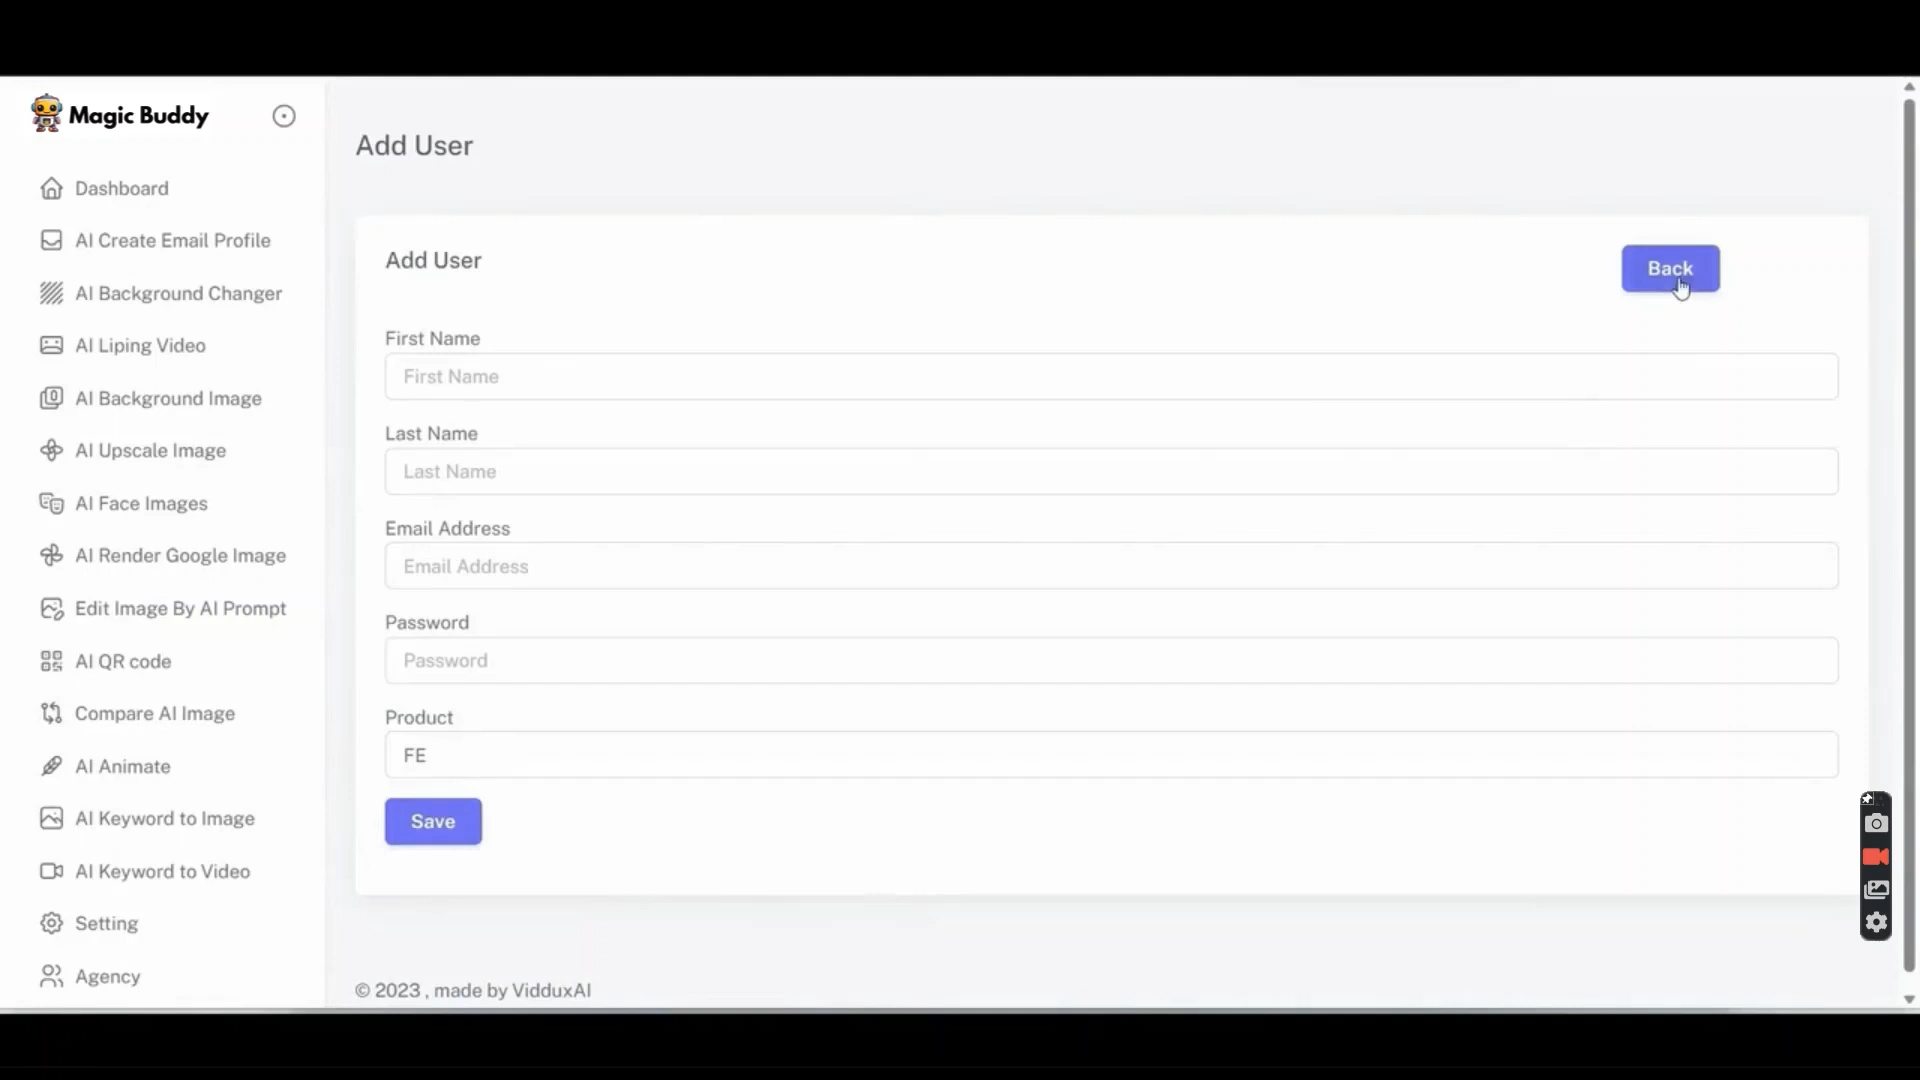 Magic Buddy
Dashboard
AI Create Email Profile
AI Background Changer
AI Liping Video
AI Background Image
AI Upscale Image
AI Face Images
AI Render Google Image
Edit Image By AI Prompt
AI QR code
Compare AI Image
AI Animate
AI Keyword to Image
AI Keyword to Video
Setting
Agency
Add User
Add User
Back
First Name
First Name
Last Name
Last Name
Email Address
Email Address
Password
Password
Product
FE
Save
© 2023 , made by VidduxAI